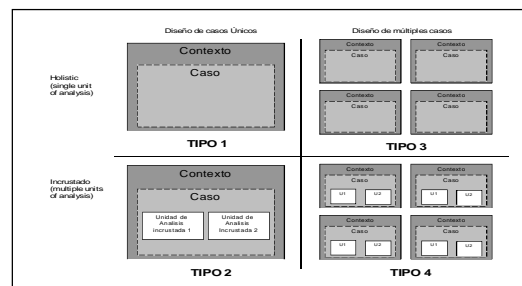 Diseño de casos Únicos
Diseño de múltiples casos
Holistic
(single unit
of analysis)
Contexto
Caso
TIPO 1
Contexto
Caso
Contexto
Caso
Contexto
Caso
Contexto
Caso
TIPO 3
Incrustado
(multiple units
of analysis)
Contexto
Caso
Unidad de
Analisis
incrustada 1
Unidad de
Analisis
Incrustada 2
TIPO 2
Contexto
Caso
U1
U2
Contexto
Caso
U1
U2
Contexto
Caso
U1
U2
Contexto
Caso
U1
U2
TIPO 4